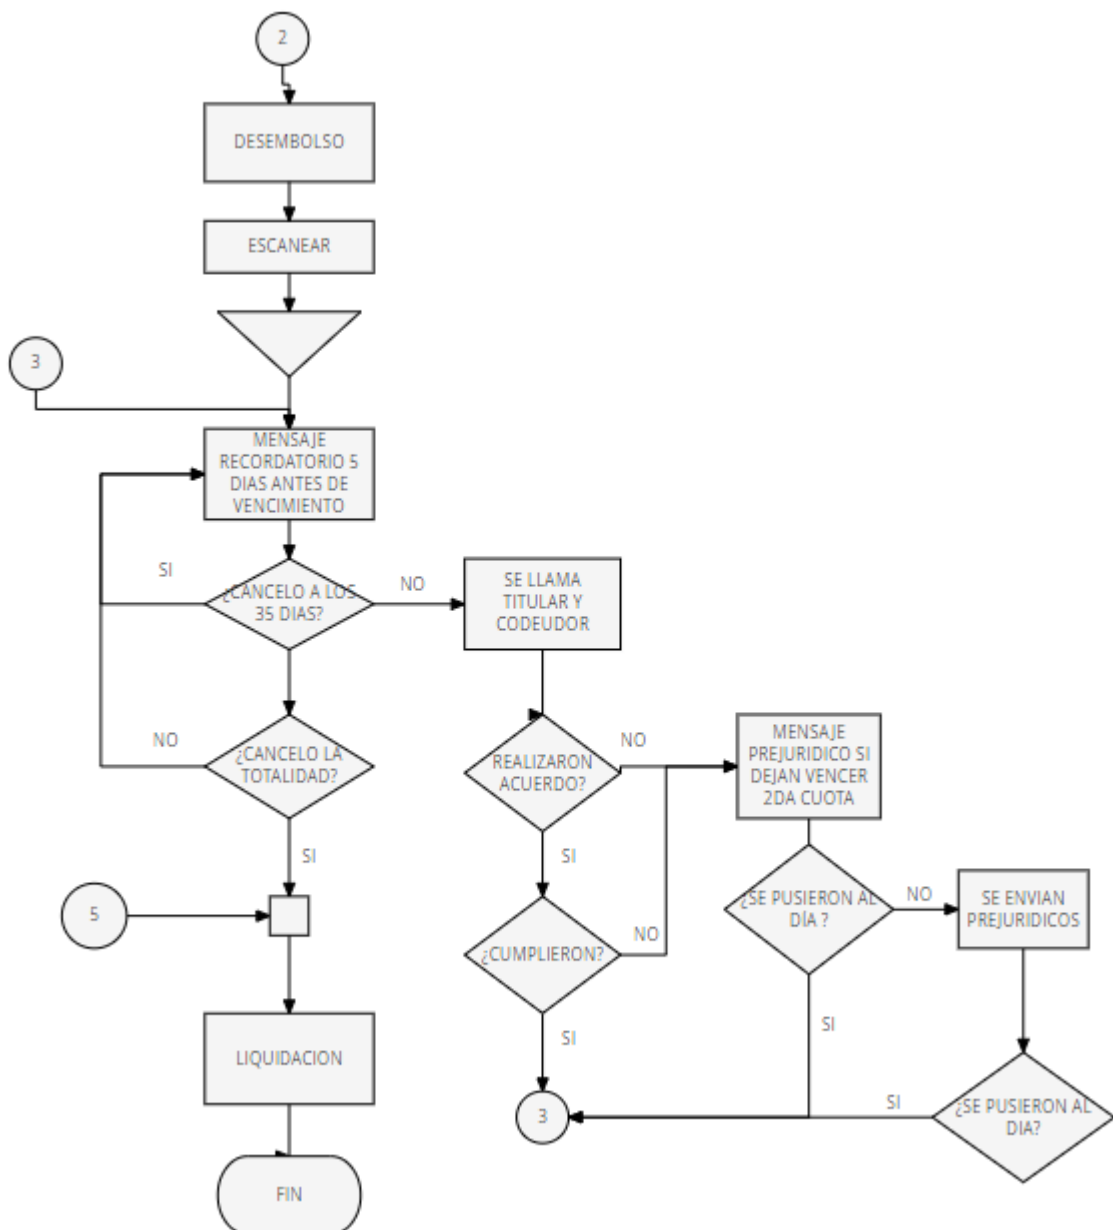 2
DESEMBOLSO
ESCANEAR
3
MENSAJE
RECORDATORIO 5
DIAS ANTES DE
VENCIMIENTO
SI
¿CANCELO A LOS
35 DIAS?
NO
SE LLAMA
TITULAR Y
CODEUDOR
NO
¿CANCELO LA
TOTALIDAD?
SI
REALIZARON
ACUERDO?
NO
MENSAJE
PREJURIDICO SI
DEJAN VENCER
2DA CUOTA
SI
5
¿CUMPLIERON?
NO
¿SE PUSIERON AL
DÍA ?
NO
SE ENVIAN
PREJURIDICOS
SI
SI
LIQUIDACION
3
SI
¿SE PUSIERON AL
DIA?
FIN